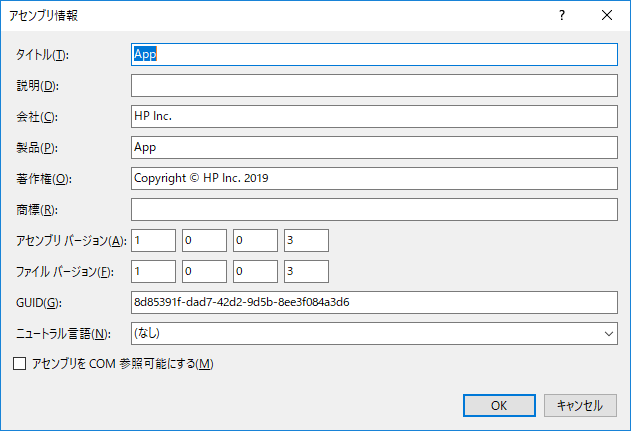 アセンブリ情報
タイトル(T): App
説明(D):
会社(C): HP Inc.
製品(P): App
著作権(O): Copyright © HP Inc. 2019
商標(R):
アセンブリ バージョン(A): 1 0 0 3
ファイル バージョン(F): 1 0 0 3
GUID(G): 8d85391f-dad7-42d2-9d5b-8ee3f084a3d6
ニュートラル言語(N): (なし)
アセンブリを COM 参照可能にする(M)
OK キャンセル